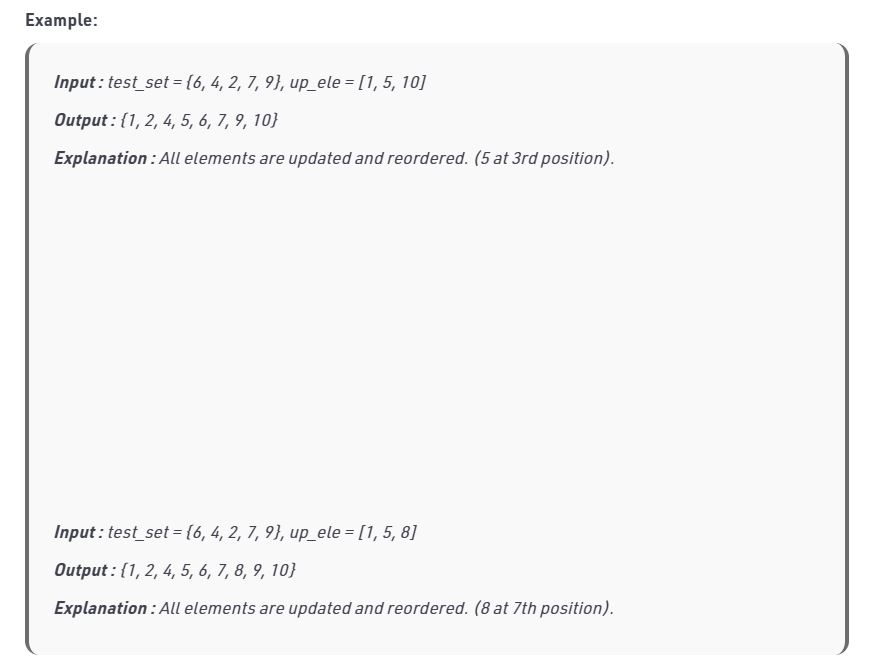 Example:
Input : test_set = {6, 4, 2, 7, 9}, up_ele = [1, 5, 10]
Output : {1, 2, 4, 5, 6, 7, 9, 10}
Explanation : All elements are updated and reordered. (5 at 3rd position).
Input : test_set = {6, 4, 2, 7, 9}, up_ele = [1, 5, 8]
Output : {1, 2, 4, 5, 6, 7, 8, 9, 10}
Explanation : All elements are updated and reordered. (8 at 7th position).